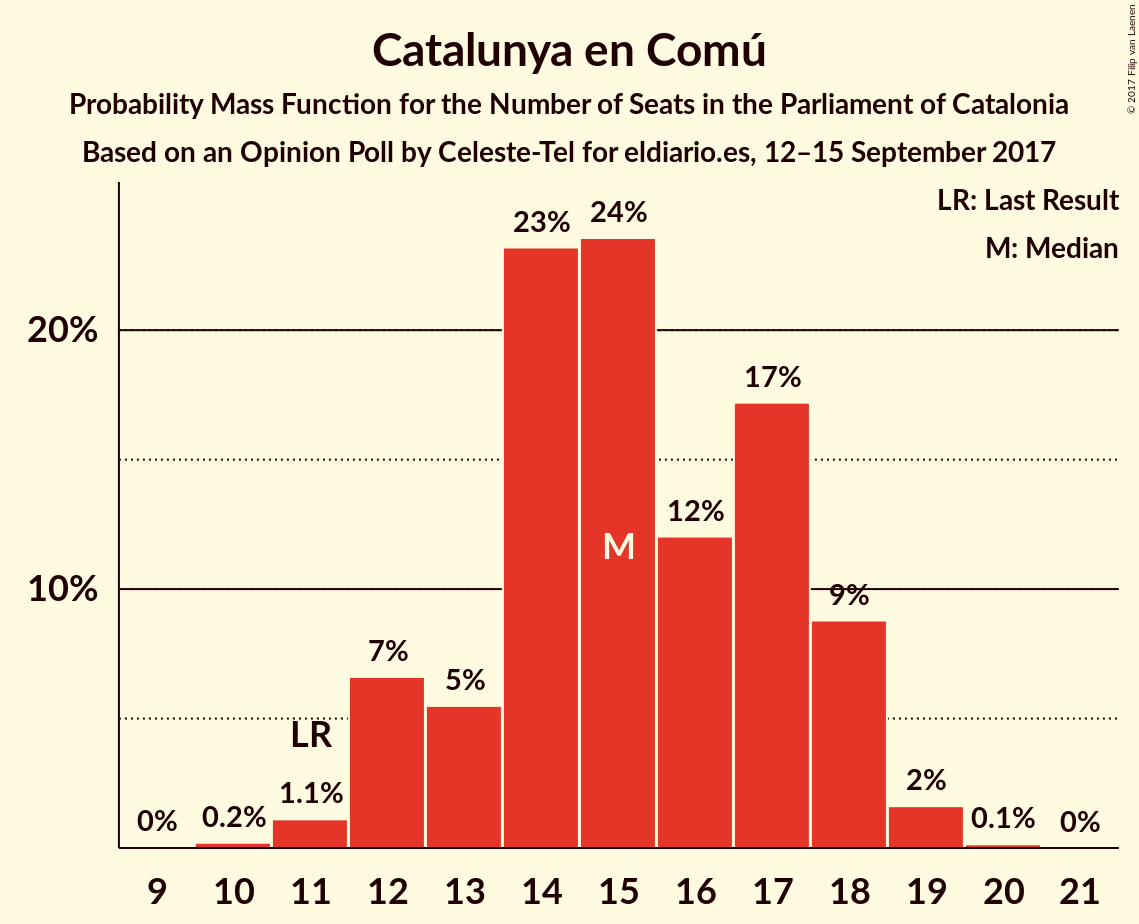 Catalunya en Comú
Probability Mass Function for the Number of Seats in the Parliament of Catalonia
Based on an Opinion Poll by Celeste-Tel for eldiario.es, 12–15 September 2017
© 2017 Filip van Laenen
LR: Last Result
M: Median
20%
10%
0%
0.2%
1.1%
LR
7%
5%
23%
24%
M
12%
17%
9%
2%
0.1%
0%
9 10 11 12 13 14 15 16 17 18 19 20 21